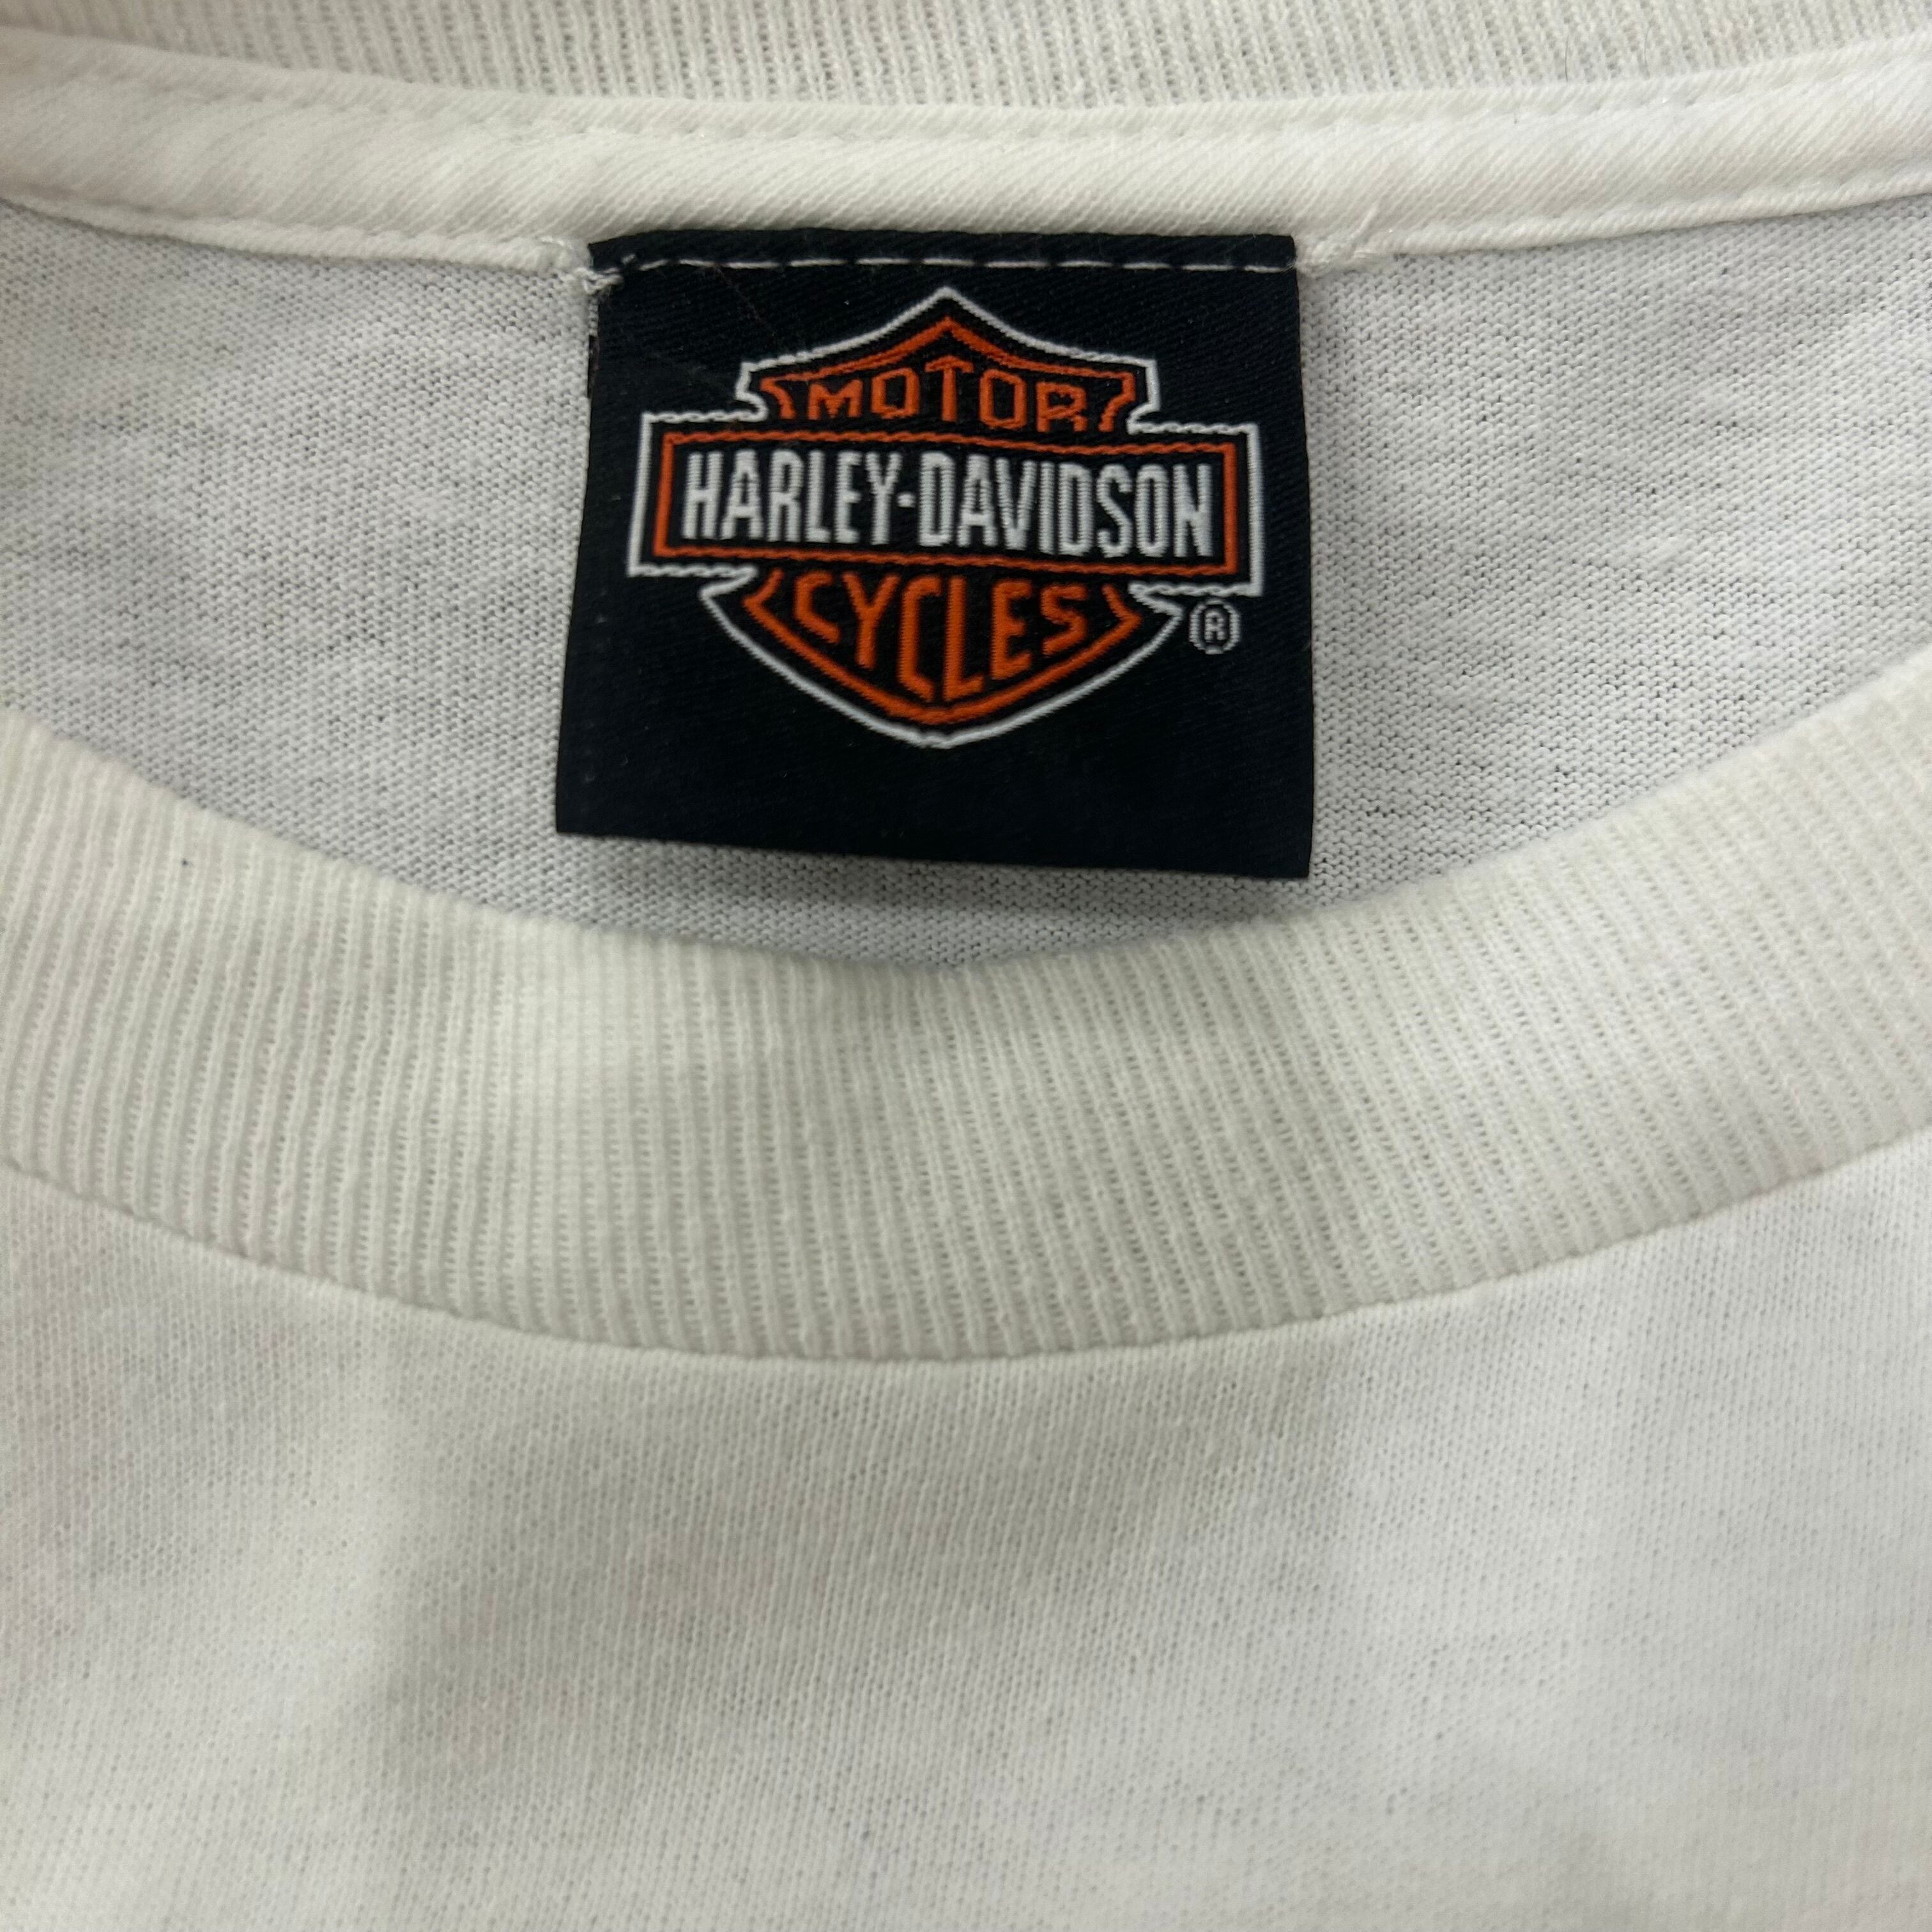 MOTOR
HARLEY-DAVIDSON
CYCLES
®